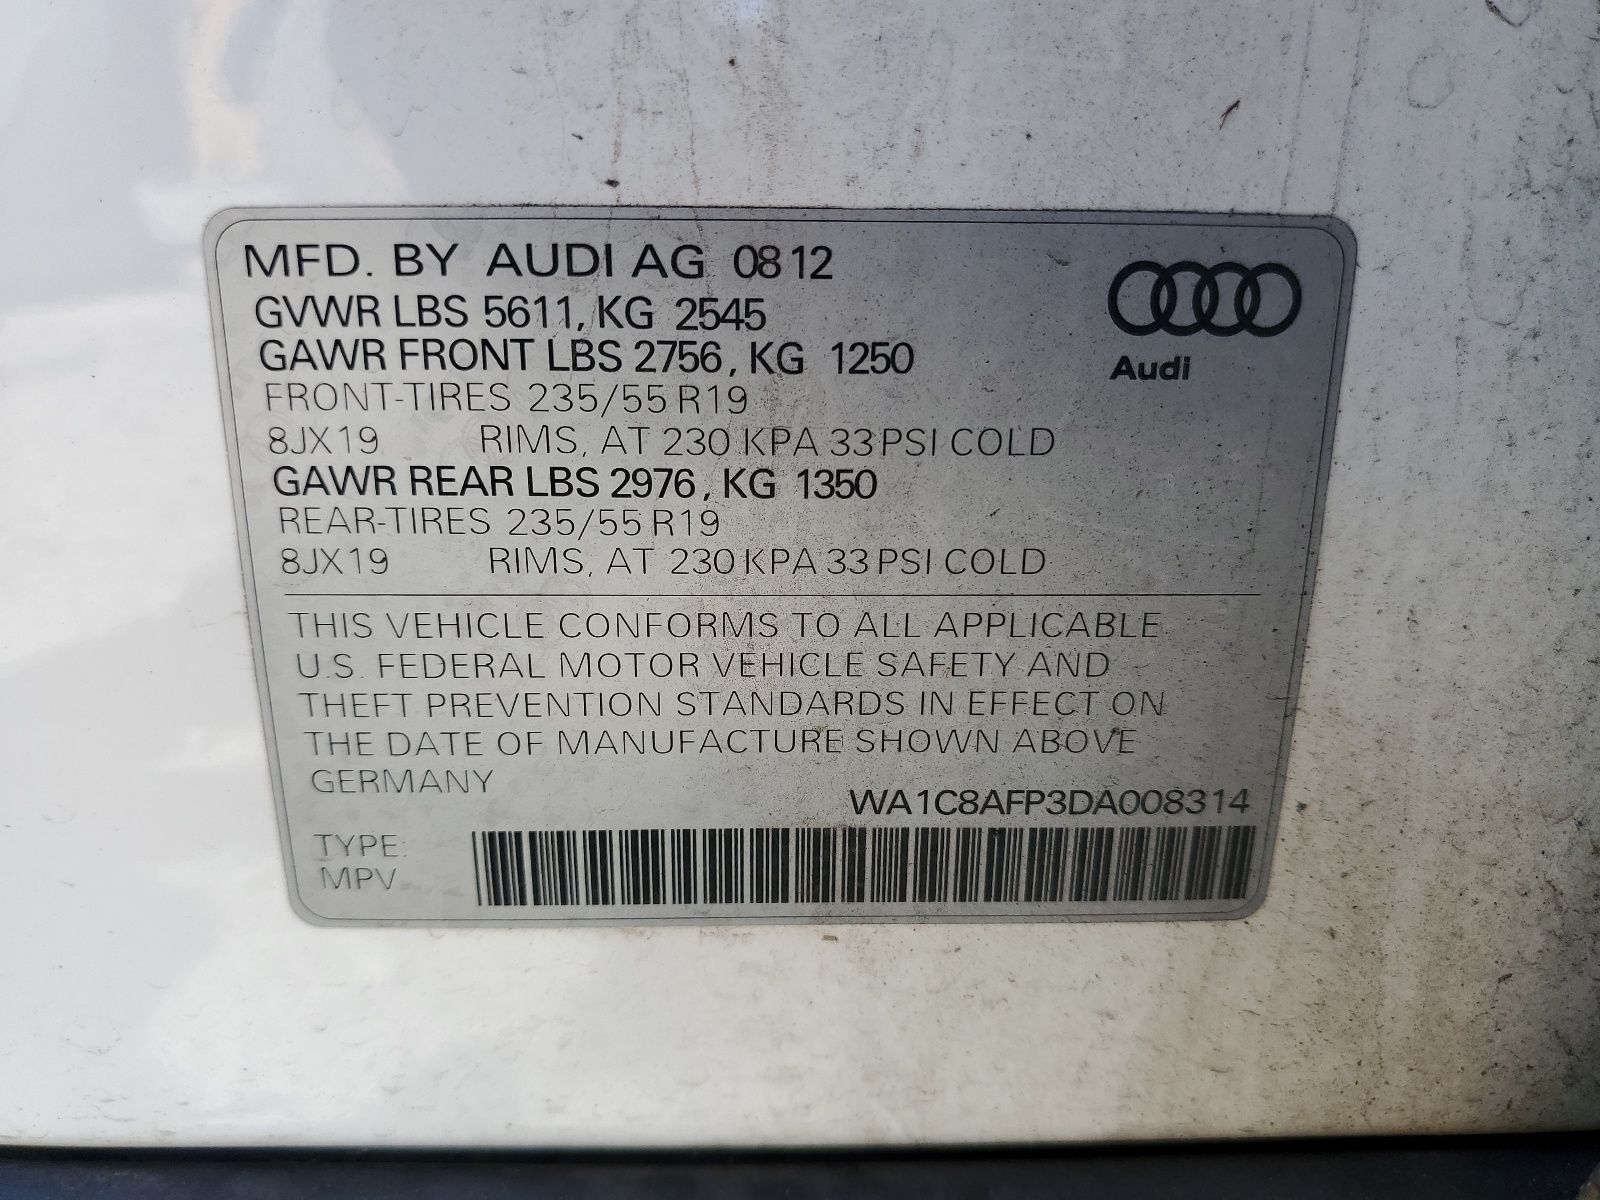 MFD. BY AUDI AG 08 12
GVWR LBS 5611, KG 2545
GAWR FRONT LBS 2756, KG 1250
FRONT-TIRES 235/55 R19
8JX19 RIMS, AT 230 KPA 33 PSI COLD
GAWR REAR LBS 2976, KG 1350
REAR-TIRES 235/55 R19
8JX19 RIMS, AT 230 KPA 33 PSI COLD
Audi
THIS VEHICLE CONFORMS TO ALL APPLICABLE
U.S. FEDERAL MOTOR VEHICLE SAFETY AND
THEFT PREVENTION STANDARDS IN EFFECT ON
THE DATE OF MANUFACTURE SHOWN ABOVE
GERMANY
WA1C8AFP3DA008314
TYPE:
MPV